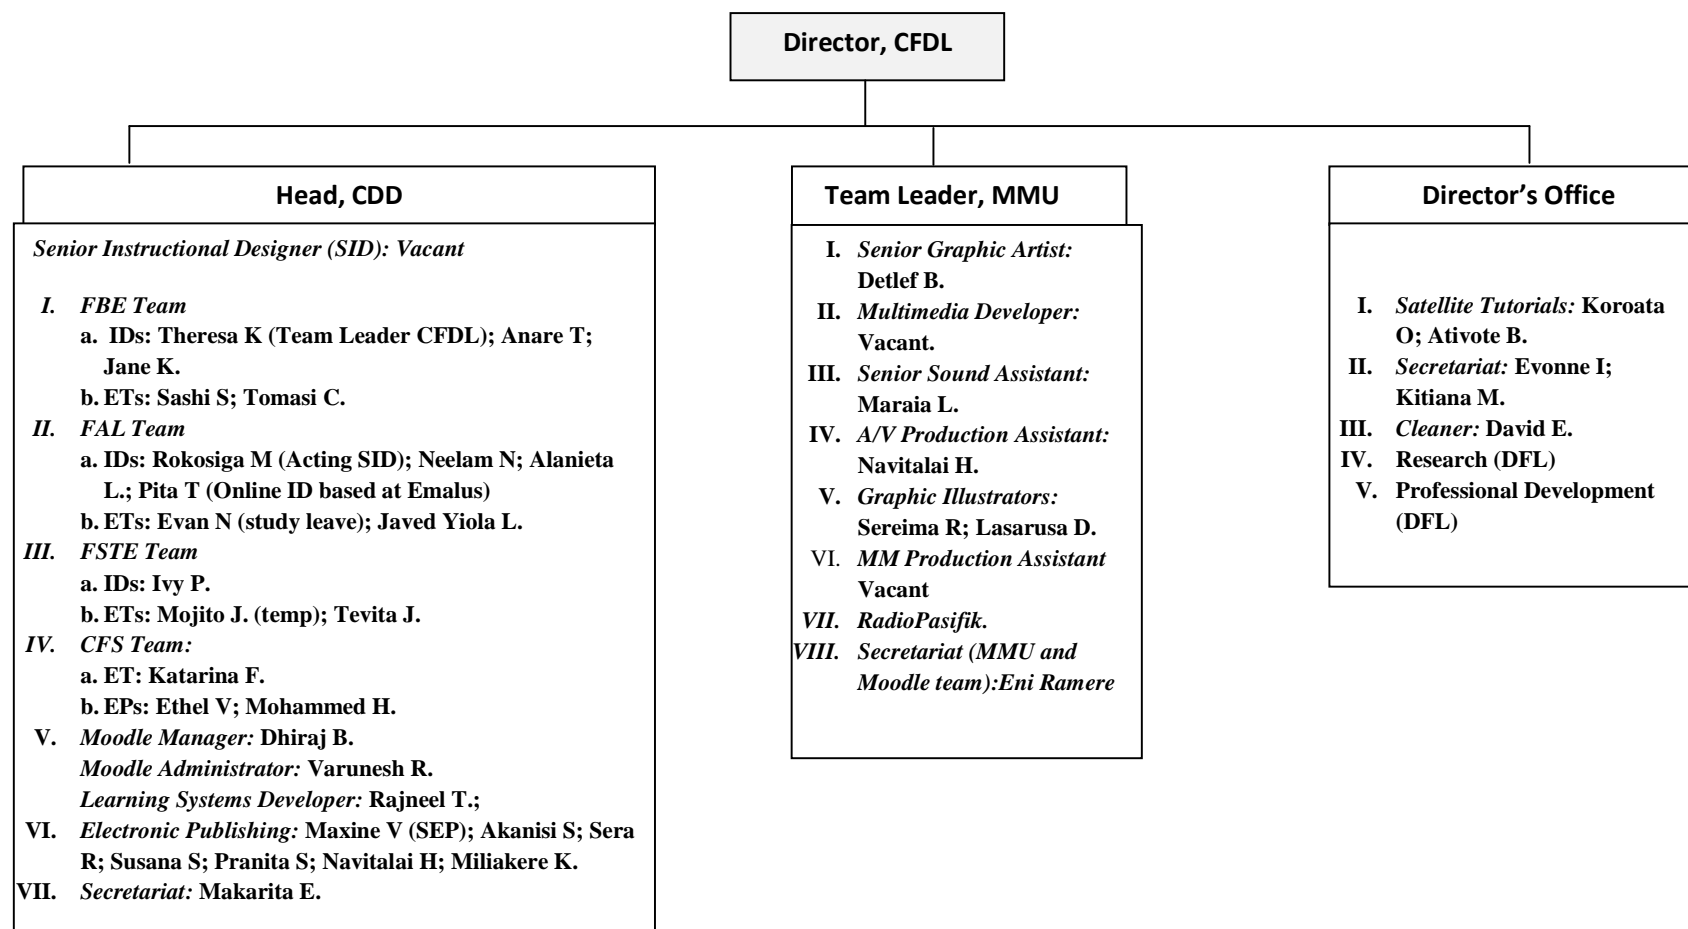 Director, CFDL
Head, CDD
Senior Instructional Designer (SID): Vacant
I. FBE Team
a. IDs: Theresa K (Team Leader CFDL); Anare T;
Jane K.
b. ETs: Sashi S; Tomasi C.
II. FAL Team
a. IDs: Rokosiga M (Acting SID); Neelam N; Alanieta
L.; Pita T (Online ID based at Emalus)
b. ETs: Evan N (study leave); Javed Yiola L.
III. FSTE Team
a. IDs: Ivy P.
b. ETs: Mojito J. (temp); Tevita J.
IV. CFS Team:
a. ET: Katarina F.
b. EPs: Ethel V; Mohammed H.
V. Moodle Manager: Dhiraj B.
Moodle Administrator: Varunesh R.
Learning Systems Developer: Rajneel T.;
VI. Electronic Publishing: Maxine V (SEP); Akanisi S; Sera
R; Susana S; Pranita S; Navitalai H; Miliakere K.
VII. Secretariat: Makarita E.
Team Leader, MMU
I. Senior Graphic Artist:
Detlef B.
II. Multimedia Developer:
Vacant.
III. Senior Sound Assistant:
Maraia L.
IV. A/V Production Assistant:
Navitalai H.
V. Graphic Illustrators:
Sereima R; Lasarusa D.
VI. MM Production Assistant
Vacant
VII. RadioPasifik.
VIII. Secretariat (MMU and
Moodle team):Eni Ramere
Director’s Office
I. Satellite Tutorials: Koroata
O; Ativote B.
II. Secretariat: Evonne I;
Kitiana M.
III. Cleaner: David E.
IV. Research (DFL)
V. Professional Development
(DFL)